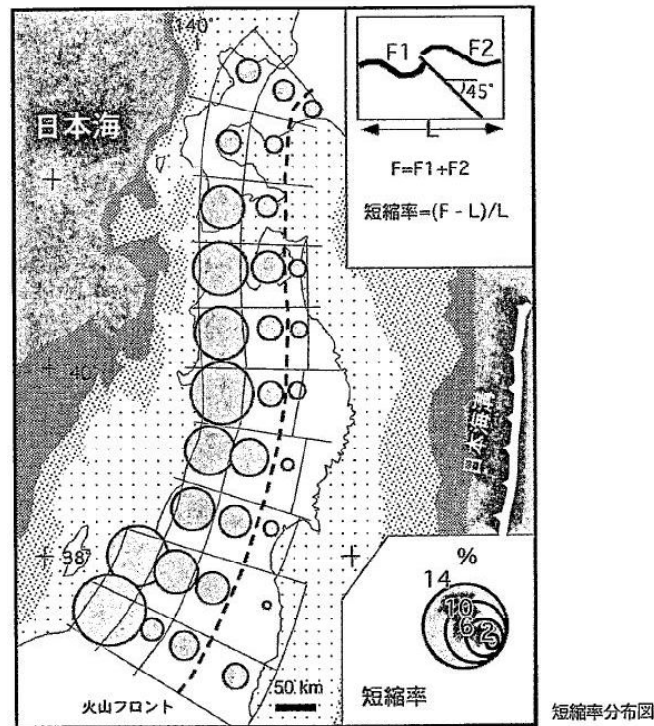 140°
日本海
F1
F2
45°
L
F=F1+F2
短縮率=(F - L)/L
40°
日本海溝
38°
%
14
10
6
2
短縮率
50 km
火山フロント
短縮率分布図